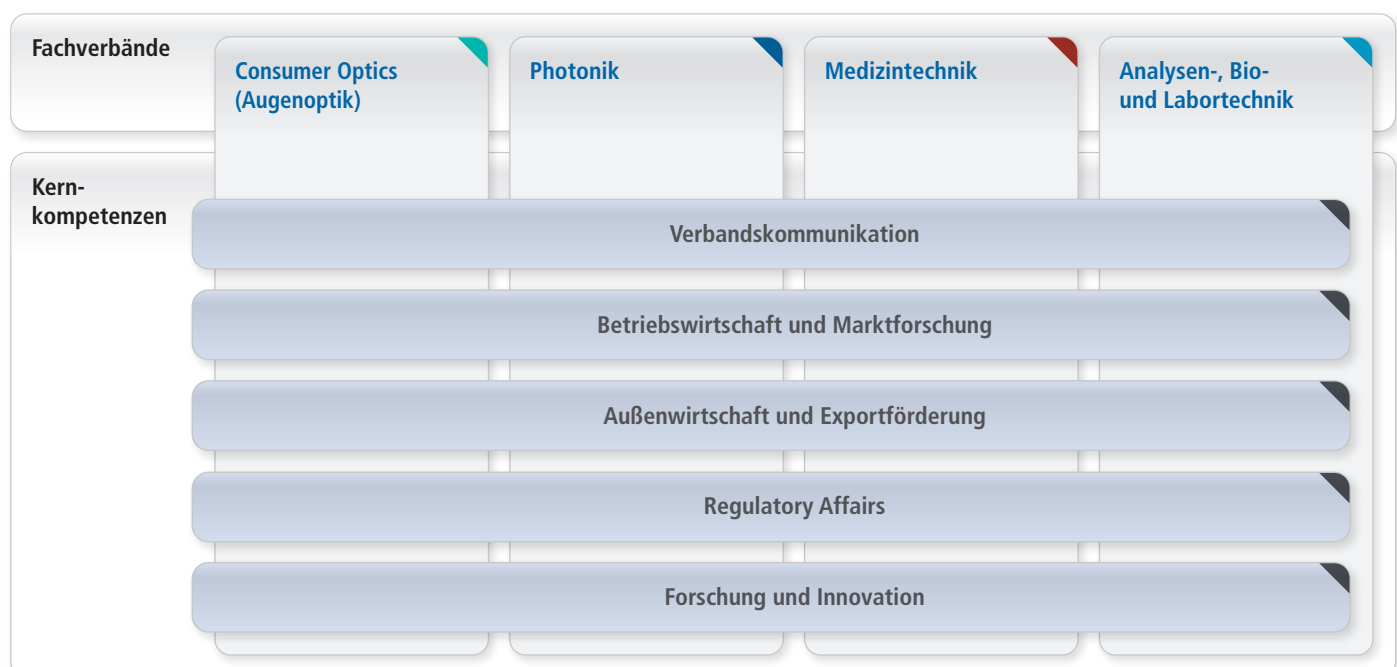 Fachverbände
Consumer Optics
(Augenoptik)
Photonik
Medizintechnik
Analysen-, Bio-
und Labortechnik
Kern-
kompetenzen
Verbandskommunikation
Betriebswirtschaft und Marktforschung
Außenwirtschaft und Exportförderung
Regulatory Affairs
Forschung und Innovation